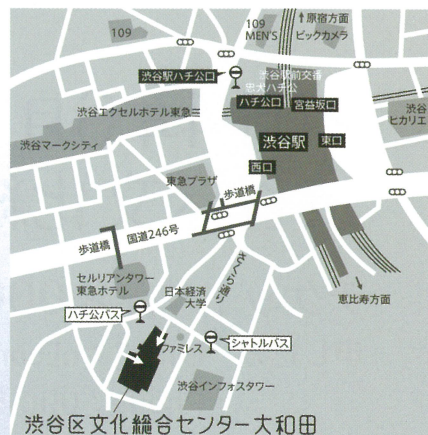 109
109
MEN'S
↑原宿方面
ビックカメラ
渋谷駅ハチ公口
渋谷駅前交番
忠犬ハチ公
ハチ公口
宮益坂口
渋谷エクセルホテル東急
渋谷
ヒカリエ
渋谷マークシティ
渋谷駅
東口
西口
東急プラザ
歩道橋
国道246号
歩道橋
さくら通り
セルリアンタワー
東急ホテル
日本経済
大学
恵比寿方面
ハチ公バス
ファミレス
シャトルバス
渋谷インフォスタワー
渋谷区文化総合センター大和田